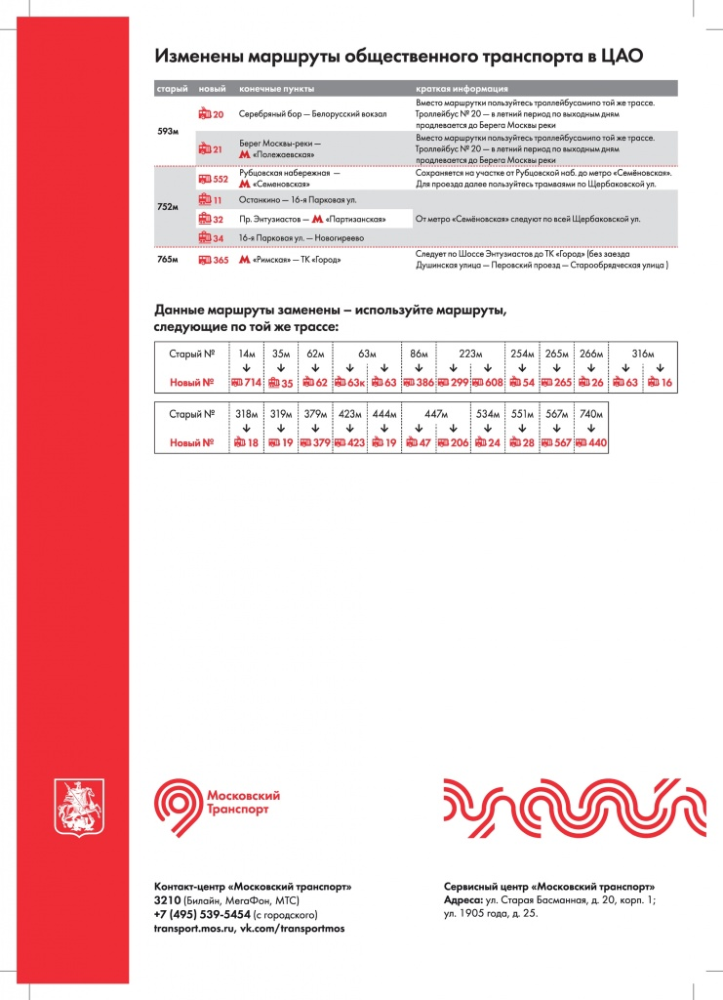 Изменены маршруты общественного транспорта в ЦАО
старый новый конечные пункты краткая информация
593м
20 Серебряный бор — Белорусский вокзал
Вместо маршрутки пользуйтесь троллейбусамипо той же трассе.
Троллейбус № 20 — в летний период по выходным дням
продлевается до Берега Москвы реки
21 Берег Москвы-реки —
М «Полежаевская»
Вместо маршрутки пользуйтесь троллейбусамипо той же трассе.
Троллейбус № 20 — в летний период по выходным дням
продлевается до Берега Москвы реки
752м
552 Рубцовская набережная —
М «Семеновская»
Сохраняется на участке от Рубцовской наб. до метро «Семёновская».
Для проезда далее пользуйтесь трамваями по Щербаковской ул.
11 Останкино — 16-я Парковая ул.
32 Пр. Энтузиастов — М «Партизанская»
От метро «Семёновская» следуют по всей Щербаковской ул.
34 16-я Парковая ул. — Новогиреево
765м 365 М «Римская» — ТК «Город»
Следует по Шоссе Энтузиастов до ТК «Город» (без заезда
Душинская улица — Перовский проезд — Старообрядческая улица )
Данные маршруты заменены – используйте маршруты,
следующие по той же трассе:
Старый № 14м 35м 62м 63м 86м 223м 254м 265м 266м 316м
Новый № 714 35 62 63к 63 386 299 608 54 265 26 63 16
Старый № 318м 319м 379м 423м 444м 447м 534м 551м 567м 740м
Новый № 18 19 379 423 19 47 206 24 28 567 440
Московский
Транспорт
Контакт-центр «Московский транспорт»
3210 (Билайн, МегаФон, МТС)
+7 (495) 539-5454 (с городского)
transport.mos.ru, vk.com/transportmos
Сервисный центр «Московский транспорт»
Адреса: ул. Старая Басманная, д. 20, корп. 1;
ул. 1905 года, д. 25.